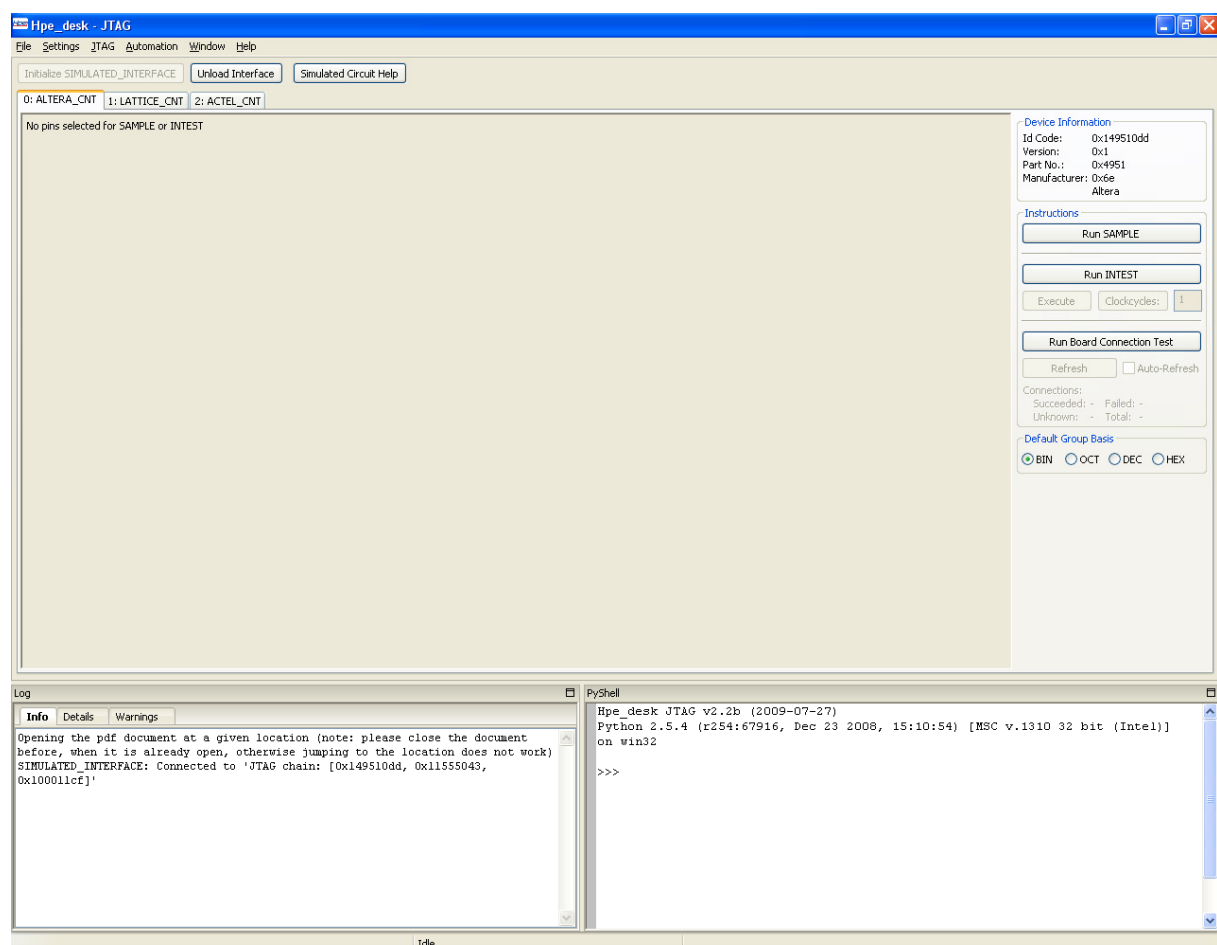 Hpe_desk - JTAG
File Settings JTAG Automation Window Help
Initialize SIMULATED_INTERFACE Unload Interface Simulated Circuit Help
0: ALTERA_CNT 1: LATTICE_CNT 2: ACTEL_CNT
No pins selected for SAMPLE or INTEST
Device Information
Id Code: 0x149510dd
Version: 0x1
Part No.: 0x4951
Manufacturer: 0x6e
Altera
Instructions
Run SAMPLE
Run INTEST
Execute Clockcycles: 1
Run Board Connection Test
Refresh Auto-Refresh
Connections:
Succeeded: - Failed: -
Unknown: - Total: -
Default Group Basis
BIN OCT DEC HEX
Log
Info Details Warnings
Opening the pdf document at a given location (note: please close the document
before, when it is already open, otherwise jumping to the location does not work)
SIMULATED_INTERFACE: Connected to 'JTAG chain: [0x149510dd, 0x11555043,
0x100011cf]'
PyShell
Hpe_desk JTAG v2.2b (2009-07-27)
Python 2.5.4 (r254:67916, Dec 23 2008, 15:10:54) [MSC v.1310 32 bit (Intel)]
on win32
>>>
Idle